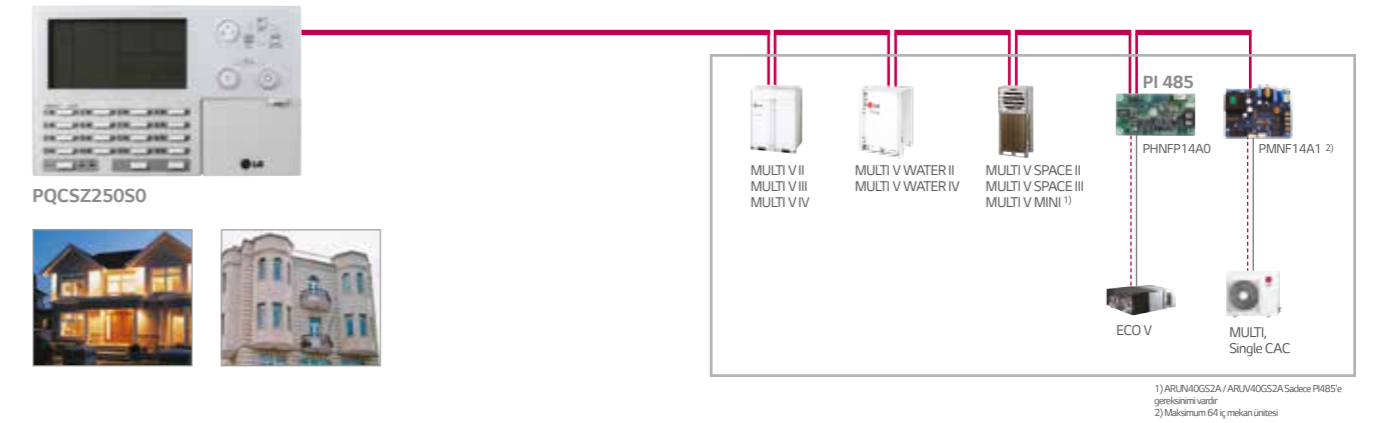 LG
PQCSZ250S0
PI 485
PHNFP14A0
PMNF14A1 2)
MULTI V II
MULTI V III
MULTI V IV
MULTI V WATER II
MULTI V WATER IV
MULTI V SPACE II
MULTI V SPACE III
MULTI V MINI 1)
ECO V
MULTI,
Single CAC
1) ARUN40GS2A / ARUV40GS2A Sadece PI485'e
gereksinimi vardır
2) Maksimum 64 iç mekan ünitesi